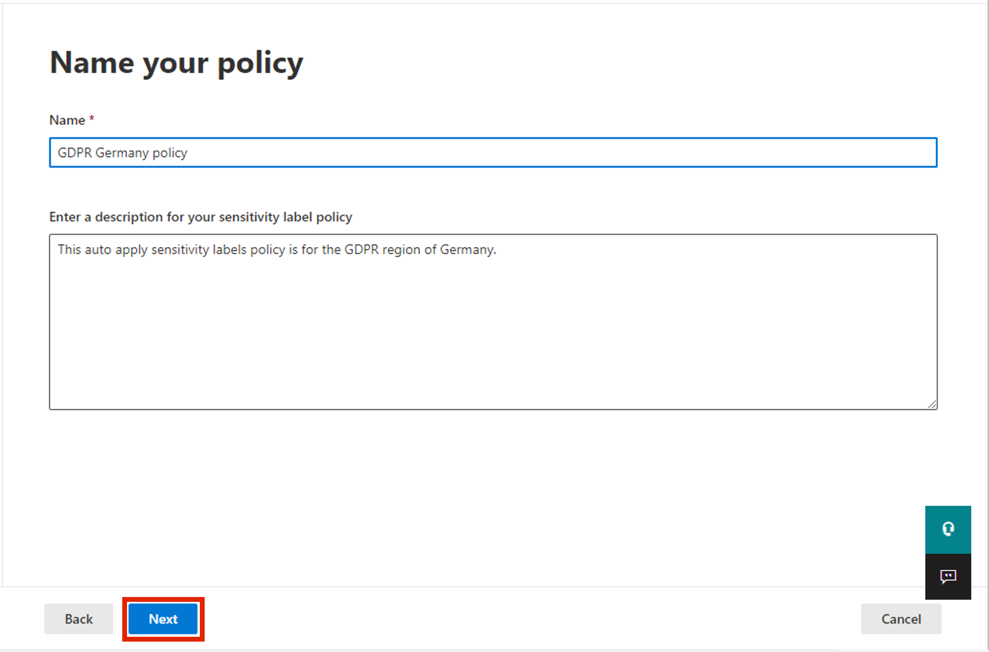 Name your policy
Name *
GDPR Germany policy
Enter a description for your sensitivity label policy
This auto apply sensitivity labels policy is for the GDPR region of Germany.
Back
Next
Cancel